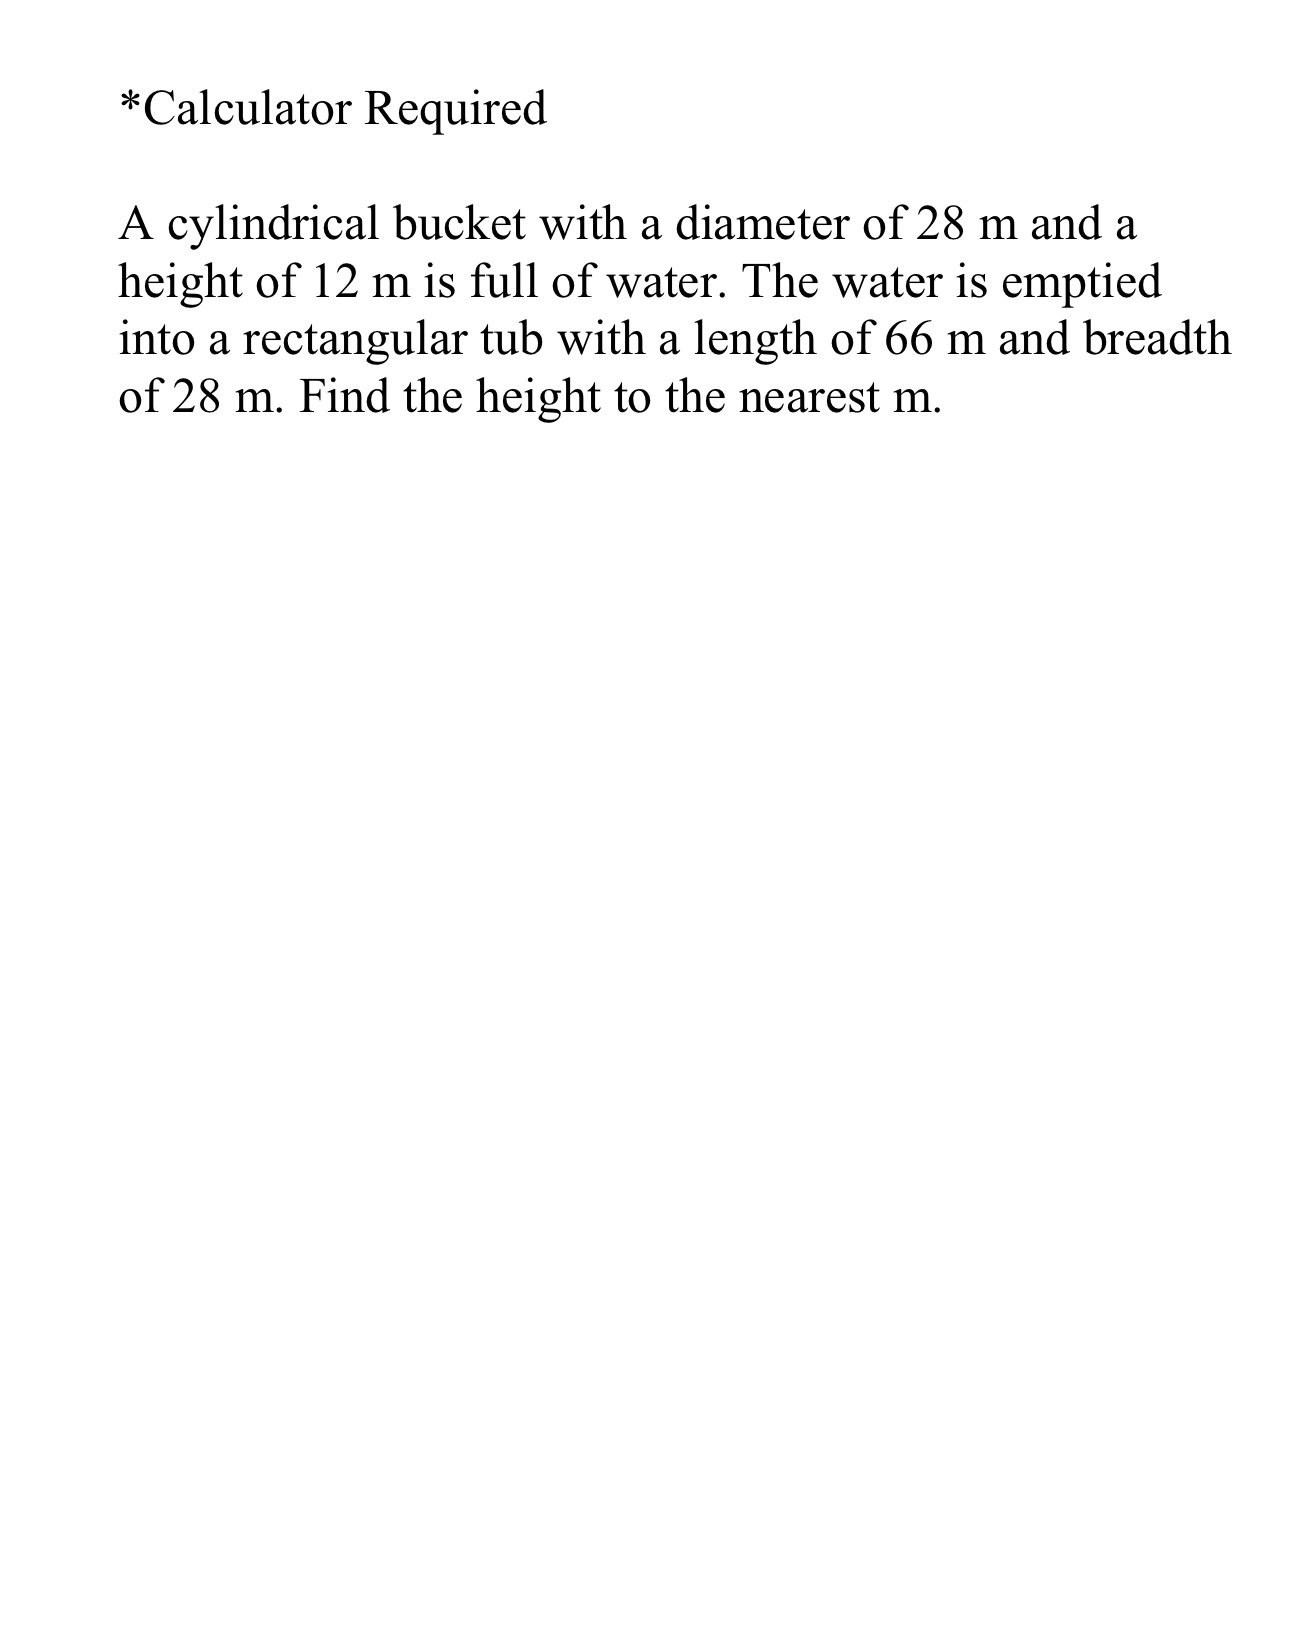 *Calculator Required
A cylindrical bucket with a diameter of 28 m and a
height of 12 m is full of water. The water is emptied
into a rectangular tub with a length of 66 m and breadth
of 28 m. Find the height to the nearest m.